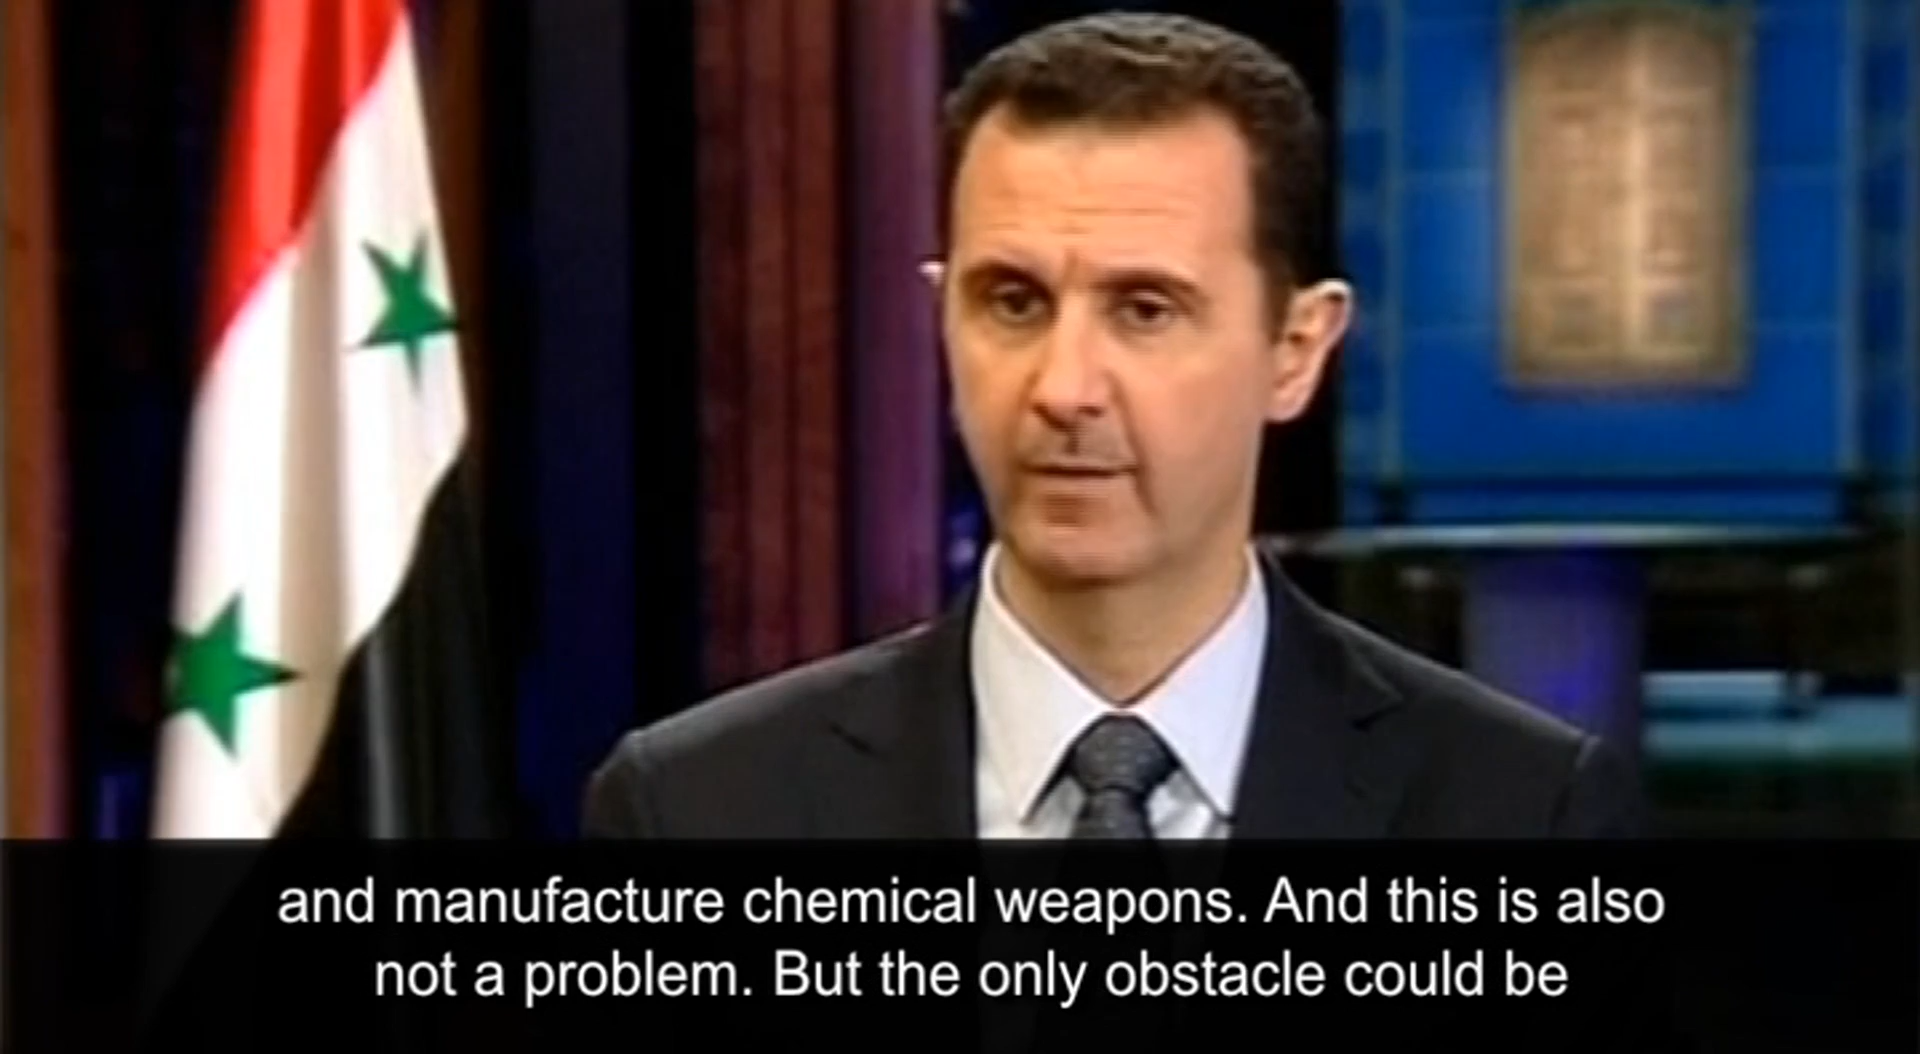 and manufacture chemical weapons. And this is also
not a problem. But the only obstacle could be